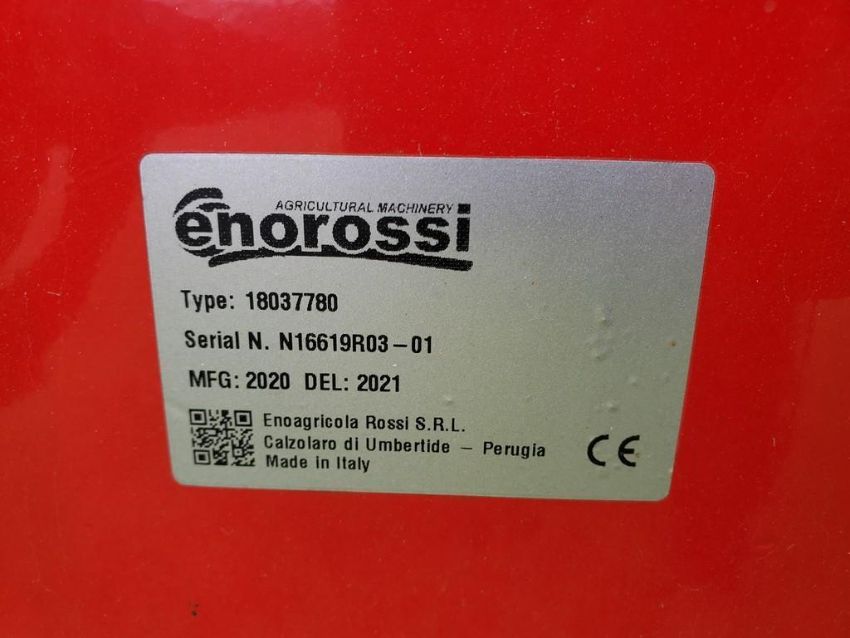 AGRICULTURAL MACHINERY
enorossi
Type: 18037780
Serial N. N16619R03-01
MFG: 2020 DEL: 2021
Enoagricola Rossi S.R.L.
Calzolaro di Umbertide – Perugia
Made in Italy
CE